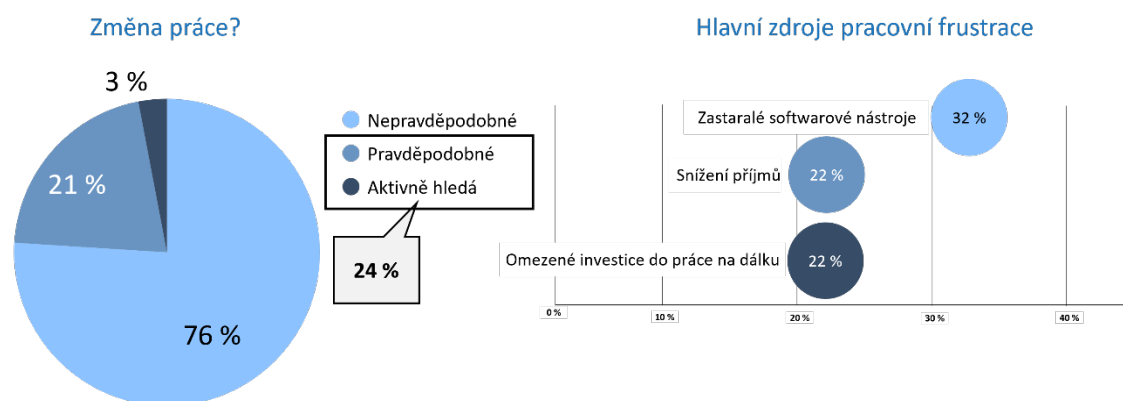 Změna práce?
3 %
21 %
76 %
Nepravděpodobné
Pravděpodobné
Aktivně hledá
24 %
Hlavní zdroje pracovní frustrace
Zastaralé softwarové nástroje
32 %
Snížení příjmů
22 %
Omezené investice do práce na dálku
22 %
0 %
10 %
20 %
30 %
40 %